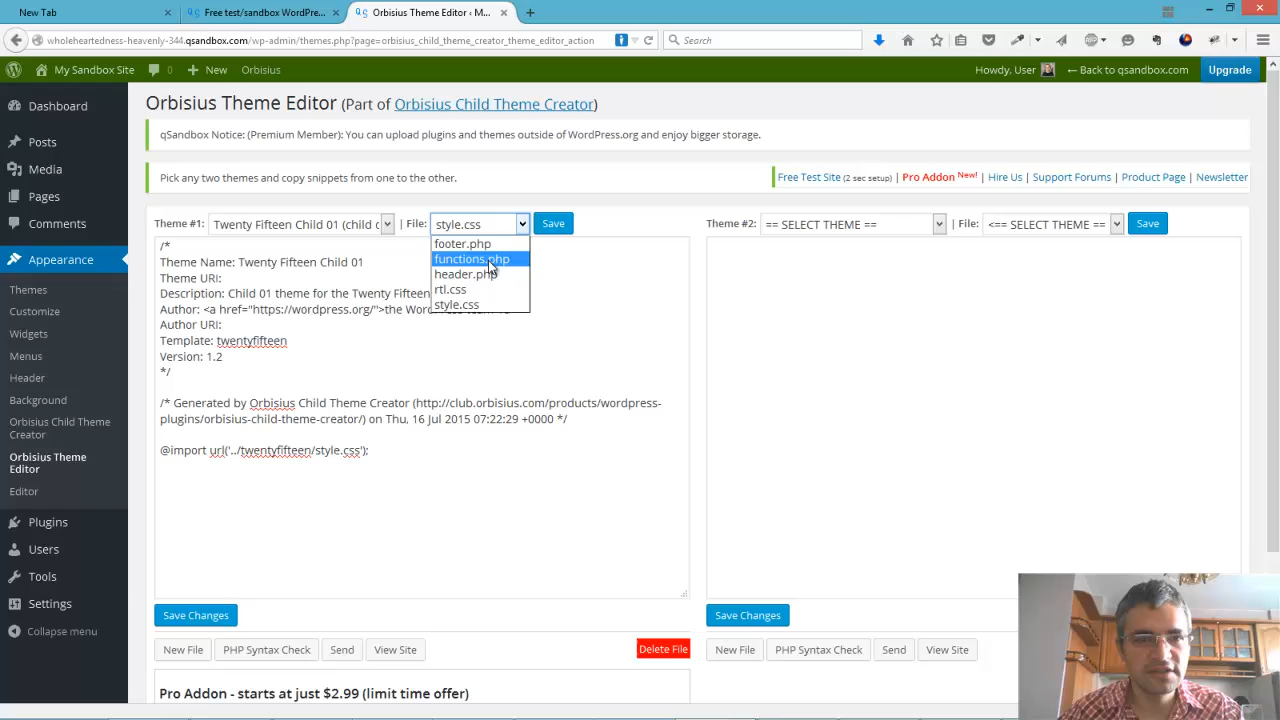 New Tab × Free test/sandbox WordPre... × Orbisius Theme Editor ‹ M... × +
wholeheartedness-heavenly-344.qsandbox.com/wp-admin/themes.php?page=orbisius_child_theme_creator_theme_editor_action Search
My Sandbox Site 0 + New Orbisius Howdy, User ← Back to qsandbox.com Upgrade
Dashboard
Posts
Media
Pages
Comments
Appearance
Themes
Customize
Widgets
Menus
Header
Background
Orbisius Child Theme
Creator
Orbisius Theme
Editor
Editor
Plugins
Users
Tools
Settings
Collapse menu
Orbisius Theme Editor (Part of Orbisius Child Theme Creator)
qSandbox Notice: (Premium Member): You can upload plugins and themes outside of WordPress.org and enjoy bigger storage.
Pick any two themes and copy snippets from one to the other.
Free Test Site (2 sec setup) | Pro Addon New! | Hire Us | Support Forums | Product Page | Newsletter
Theme #1: Twenty Fifteen Child 01 (child c | File: style.css Save
footer.php
functions.php
header.php
rtl.css
style.css
/*
Theme Name: Twenty Fifteen Child 01
Theme URI:
Description: Child 01 theme for the Twenty Fifteen
Author: <a href="https://wordpress.org/">the
Author URI:
Template: twentyfifteen
Version: 1.2
*/
/* Generated by Orbisius Child Theme Creator (http://club.orbisius.com/products/wordpress-
plugins/orbisius-child-theme-creator/) on Thu, 16 Jul 2015 07:22:29 +0000 */
@import url('../twentyfifteen/style.css');
Save Changes
New File PHP Syntax Check Send View Site Delete File
Pro Addon - starts at just $2.99 (limit time offer)
Theme #2: == SELECT THEME == | File: <== SELECT THEME == Save
Save Changes
New File PHP Syntax Check Send View Site